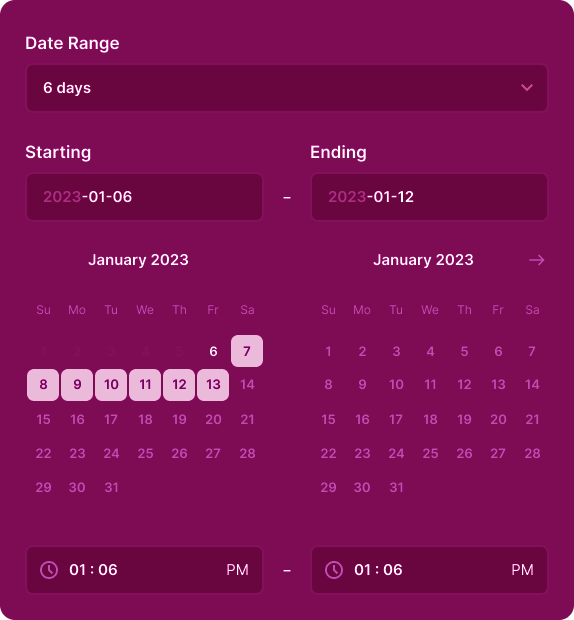 Date Range
6 days
Starting Ending
2023-01-06 – 2023-01-12
January 2023 January 2023
Su Mo Tu We Th Fr Sa Su Mo Tu We Th Fr Sa
1 2 3 4 5 6 7 1 2 3 4 5 6 7
8 9 10 11 12 13 14 8 9 10 11 12 13 14
15 16 17 18 19 20 21 15 16 17 18 19 20 21
22 23 24 25 26 27 28 22 23 24 25 26 27 28
29 30 31 29 30 31
01 : 06 PM – 01 : 06 PM